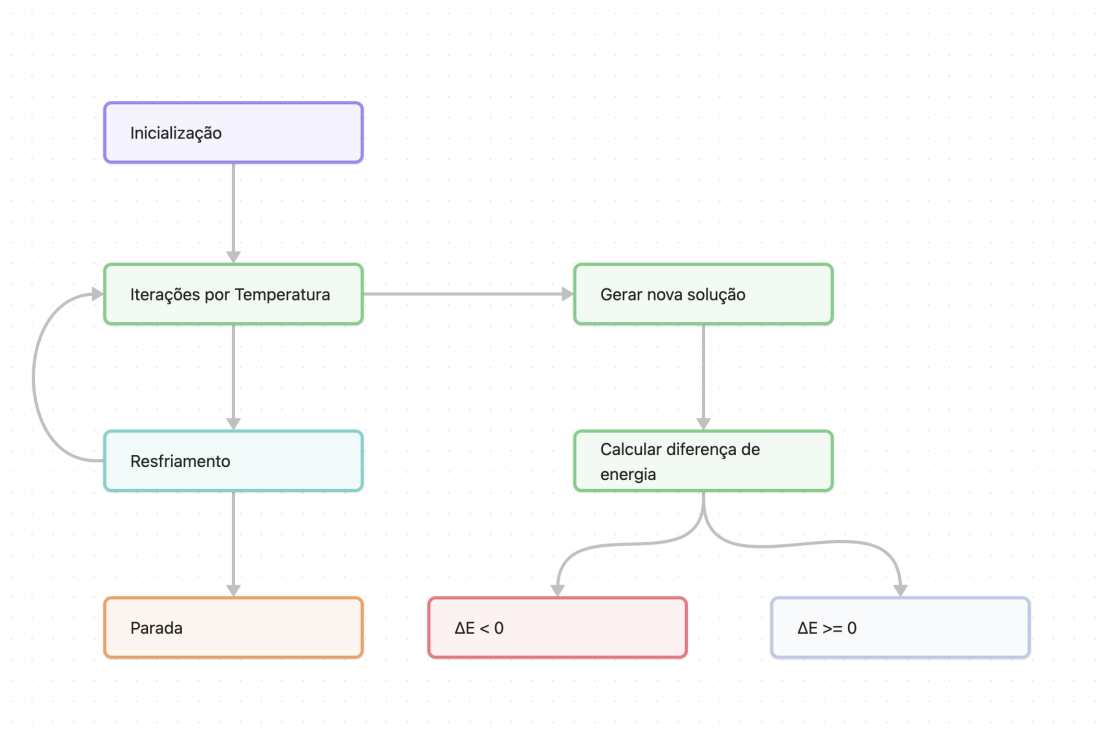 Inicialização
Iterações por Temperatura
Gerar nova solução
Resfriamento
Calcular diferença de
energia
Parada
ΔE < 0
ΔE >= 0